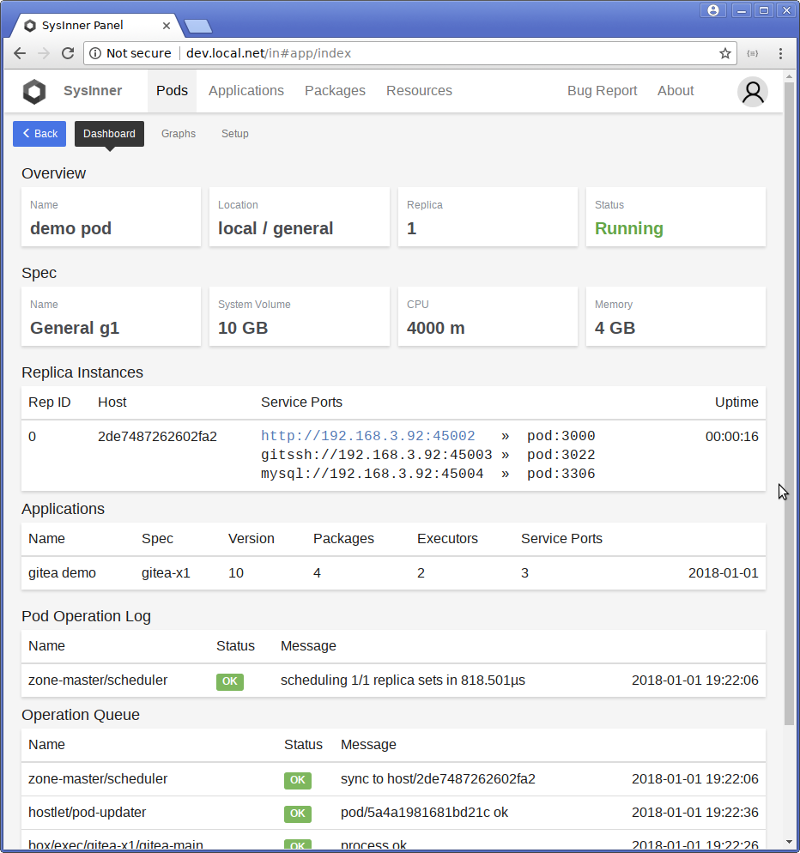 SysInner Panel
Not secure dev.local.net/in#app/index
SysInner Pods Applications Packages Resources Bug Report About
Back Dashboard Graphs Setup
Overview
Name Location Replica Status
demo pod local / general 1 Running
Spec
Name System Volume CPU Memory
General g1 10 GB 4000 m 4 GB
Replica Instances
Rep ID Host Service Ports Uptime
0 2de7487262602fa2 http://192.168.3.92:45002 » pod:3000 00:00:16
gitssh://192.168.3.92:45003 » pod:3022
mysql://192.168.3.92:45004 » pod:3306
Applications
Name Spec Version Packages Executors Service Ports
gitea demo gitea-x1 10 4 2 3 2018-01-01
Pod Operation Log
Name Status Message
zone-master/scheduler OK scheduling 1/1 replica sets in 818.501µs 2018-01-01 19:22:06
Operation Queue
Name Status Message
zone-master/scheduler OK sync to host/2de7487262602fa2 2018-01-01 19:22:06
hostlet/pod-updater OK pod/5a4a1981681bd21c ok 2018-01-01 19:22:36
box/exec/gitea-x1/gitea-main OK process ok 2018-01-01 19:22:26